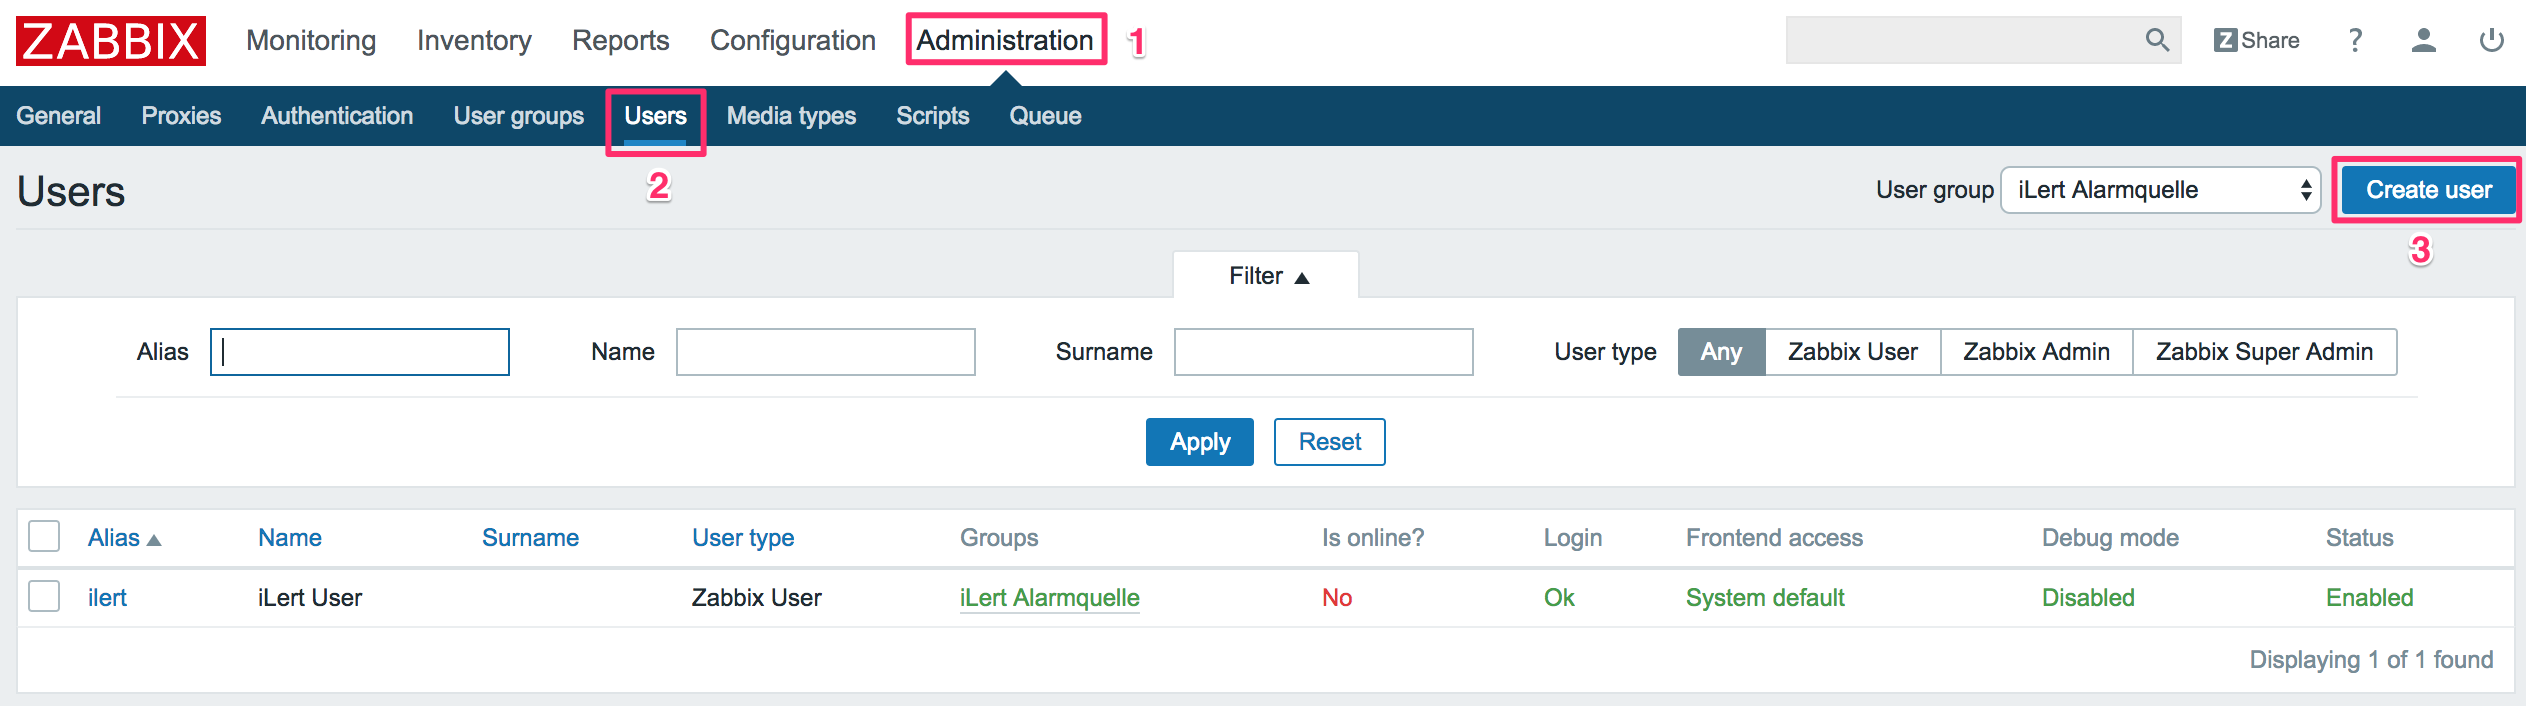 ZABBIX Monitoring Inventory Reports Configuration Administration 1 Z Share ?
General Proxies Authentication User groups Users Media types Scripts Queue
Users 2 User group iLert Alarmquelle Create user
3
Filter ▲
Alias Name Surname User type Any Zabbix User Zabbix Admin Zabbix Super Admin
Apply Reset
Alias ▲ Name Surname User type Groups Is online? Login Frontend access Debug mode Status
ilert iLert User Zabbix User iLert Alarmquelle No Ok System default Disabled Enabled
Displaying 1 of 1 found